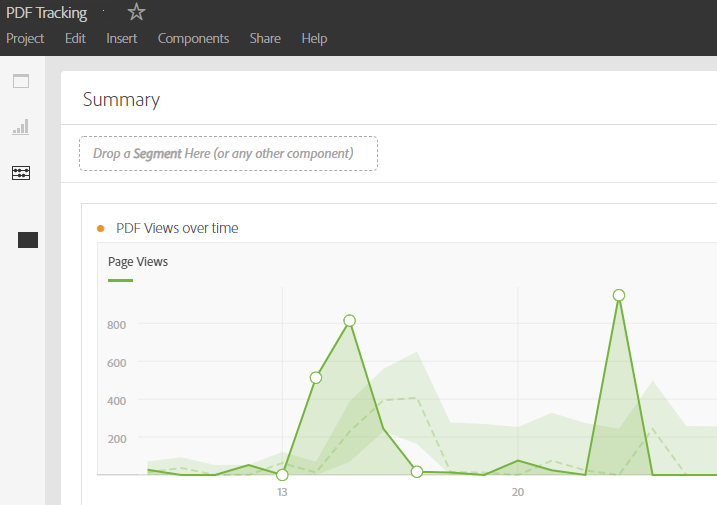 PDF Tracking
Project Edit Insert Components Share Help
Summary
Drop a Segment Here (or any other component)
PDF Views over time
Page Views
800
600
400
200
13 20